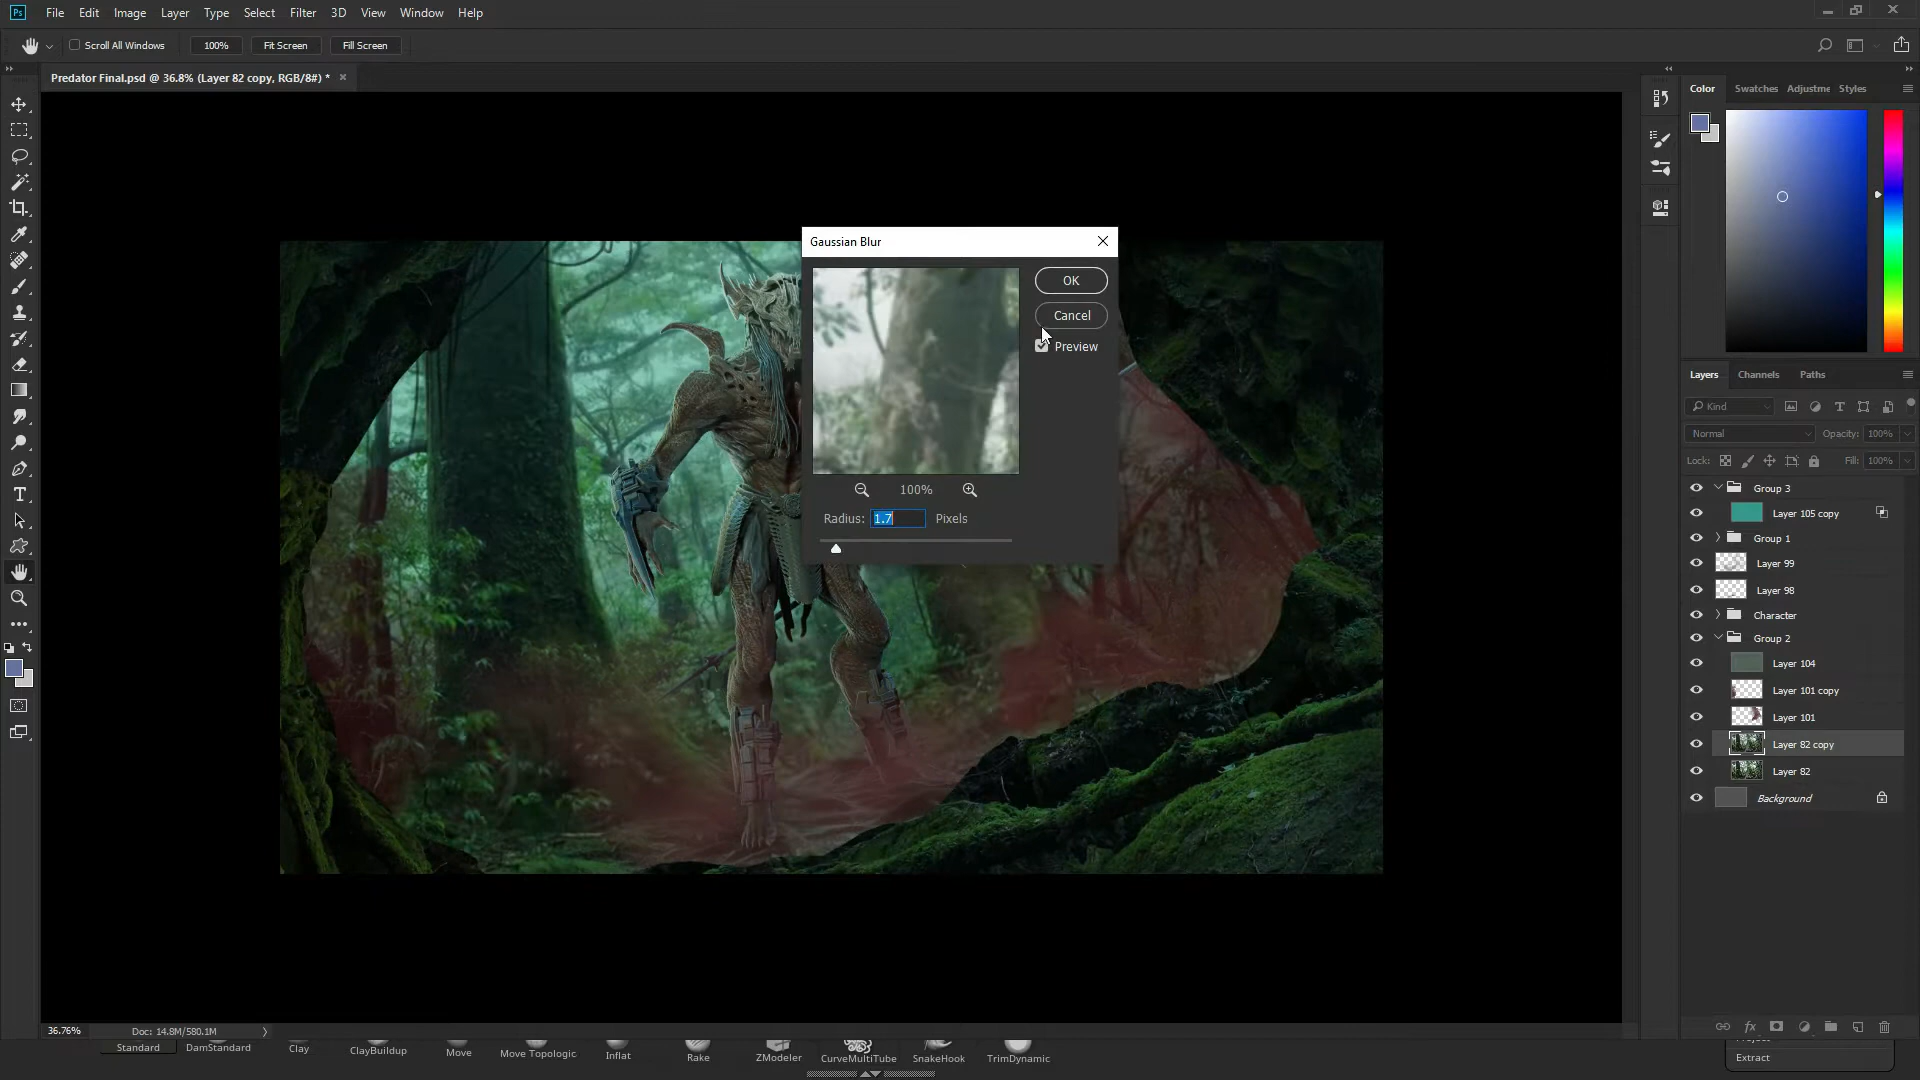 Ps File Edit Image Layer Type Select Filter 3D View Window Help
Scroll All Windows 100% Fit Screen Fill Screen
Predator Final.psd @ 36.8% (Layer 82 copy, RGB/8#) *
Color Swatches Adjustme Styles
Gaussian Blur
OK
Cancel
Preview
100%
Radius: 1.7 Pixels
Layers Channels Paths
Kind
Normal Opacity: 100%
Lock: Fill: 100%
Group 3
Layer 105 copy
Group 1
Layer 99
Layer 98
Character
Group 2
Layer 104
Layer 101 copy
Layer 101
Layer 82 copy
Layer 82
Background
T
36.76% Doc: 14.8M/580.1M
fx
Standard DamStandard Clay ClayBuildup Move Move Topologic Inflat Rake ZModeler CurveMultiTube SnakeHook TrimDynamic
Extract